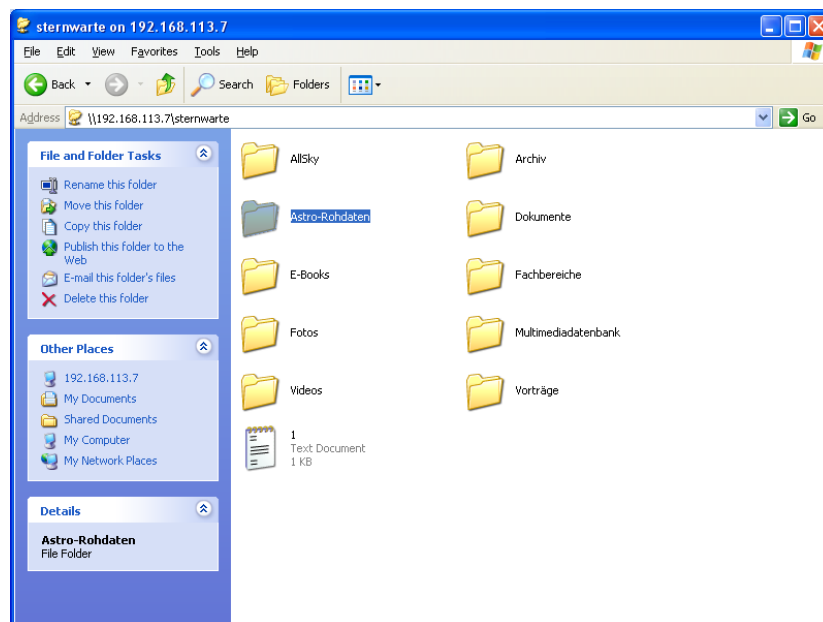 sternwarte on 192.168.113.7
File Edit View Favorites Tools Help
Back Search Folders
Address \\192.168.113.7\sternwarte Go
File and Folder Tasks
Rename this folder
Move this folder
Copy this folder
Publish this folder to the
Web
E-mail this folder's files
Delete this folder
Other Places
192.168.113.7
My Documents
Shared Documents
My Computer
My Network Places
Details
Astro-Rohdaten
File Folder
AllSky Archiv
Astro-Rohdaten Dokumente
E-Books Fachbereiche
Fotos Multimediadatenbank
Videos Vorträge
1
Text Document
1 KB